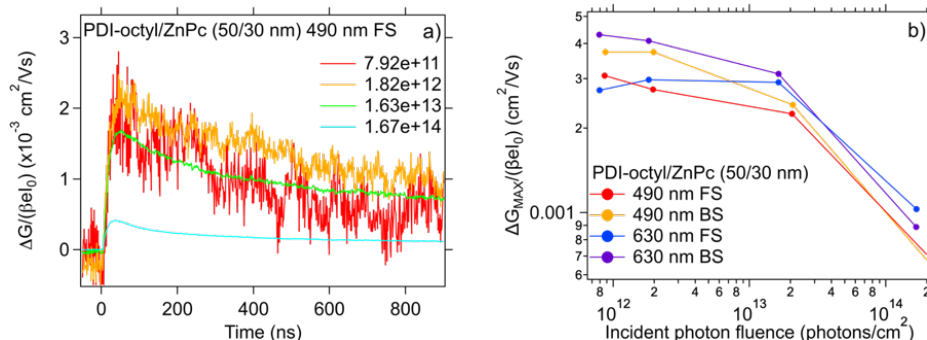 PDI-octyl/ZnPc (50/30 nm) 490 nm FS
a)
7.92e+11
1.82e+12
1.63e+13
1.67e+14
3
2
1
0
ΔG/(βeI₀) (x10⁻³ cm²/Vs)
0 200 400 600 800
Time (ns)
b)
5
4
3
2
0.001
9
8
7
6
ΔG_MAX/(βeI₀) (cm²/Vs)
PDI-octyl/ZnPc (50/30 nm)
490 nm FS
490 nm BS
630 nm FS
630 nm BS
8 10¹² 2 4 6 8 10¹³ 2 4 6 8 10¹⁴ 2
Incident photon fluence (photons/cm²)